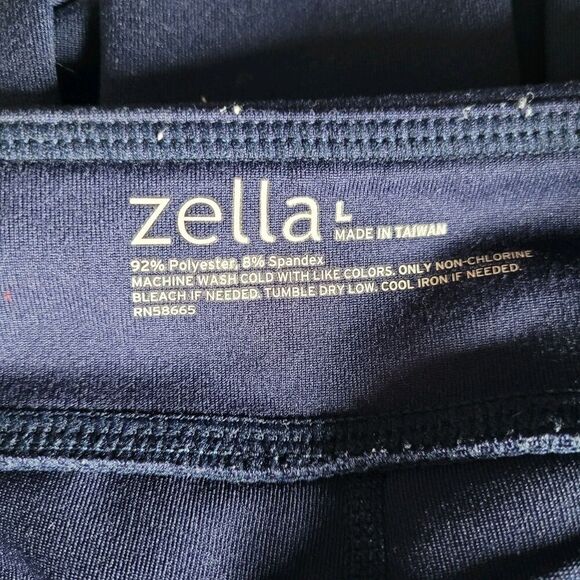 zella L
MADE IN TAIWAN
92% Polyester, 8% Spandex
MACHINE WASH COLD WITH LIKE COLORS. ONLY NON-CHLORINE
BLEACH IF NEEDED. TUMBLE DRY LOW. COOL IRON IF NEEDED.
RN58665